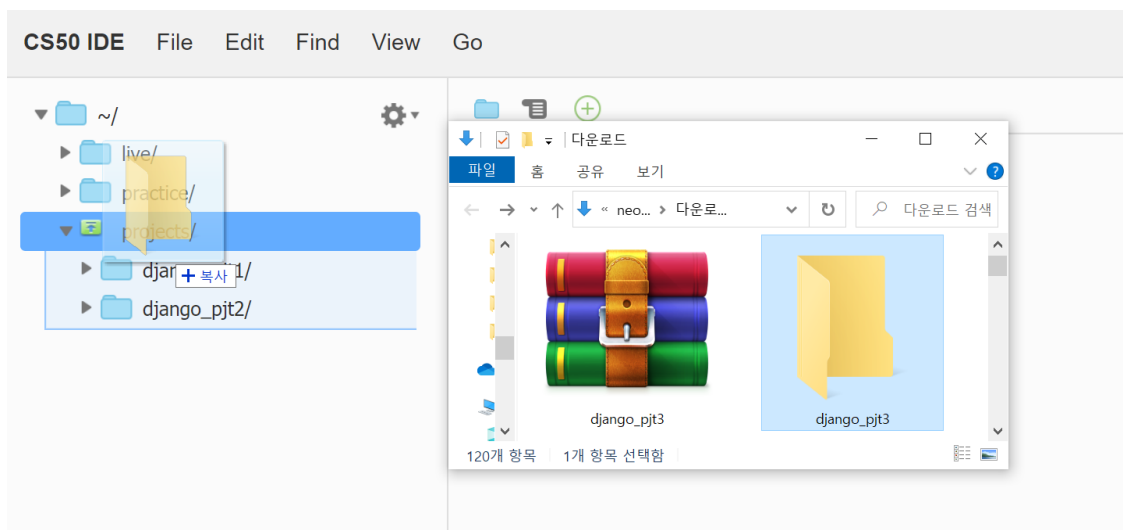 CS50 IDE File Edit Find View Go
~/
live/
practice/
projects/
django_pjt2/
복사
다운로드
파일 홈 공유 보기
« neo... › 다운로... 다운로드 검색
django_pjt3 django_pjt3
120개 항목 1개 항목 선택함